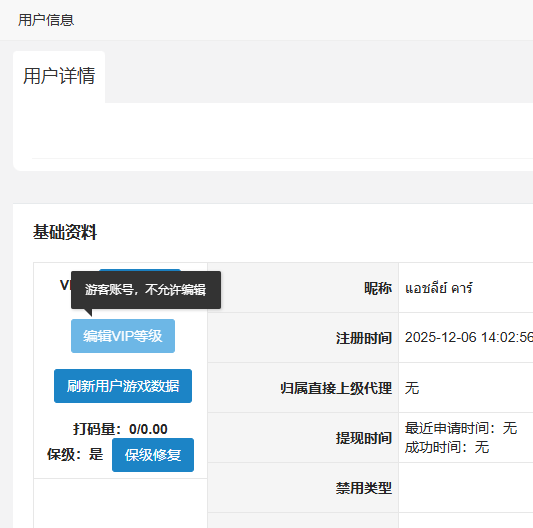 用户信息
用户详情
基础资料
游客账号，不允许编辑
编辑VIP等级
刷新用户游戏数据
打码量：0/0.00
保级：是 保级修复
昵称 แอชลีย์ คาร์
注册时间 2025-12-06 14:02:56
归属直接上级代理 无
提现时间 最近申请时间：无
成功时间：无
禁用类型